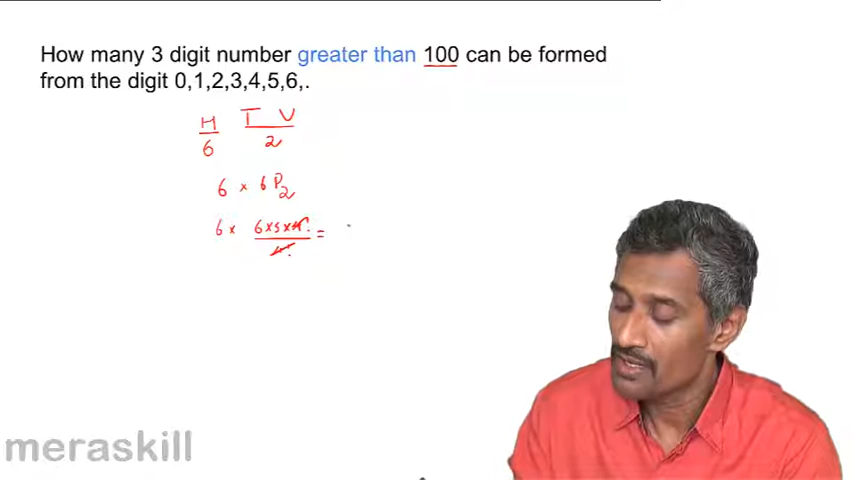 How many 3 digit number greater than 100 can be formed
from the digit 0,1,2,3,4,5,6,.
H T U
6 2
6 × 6P2
6 × 6×5×4! =
4!
meraskill